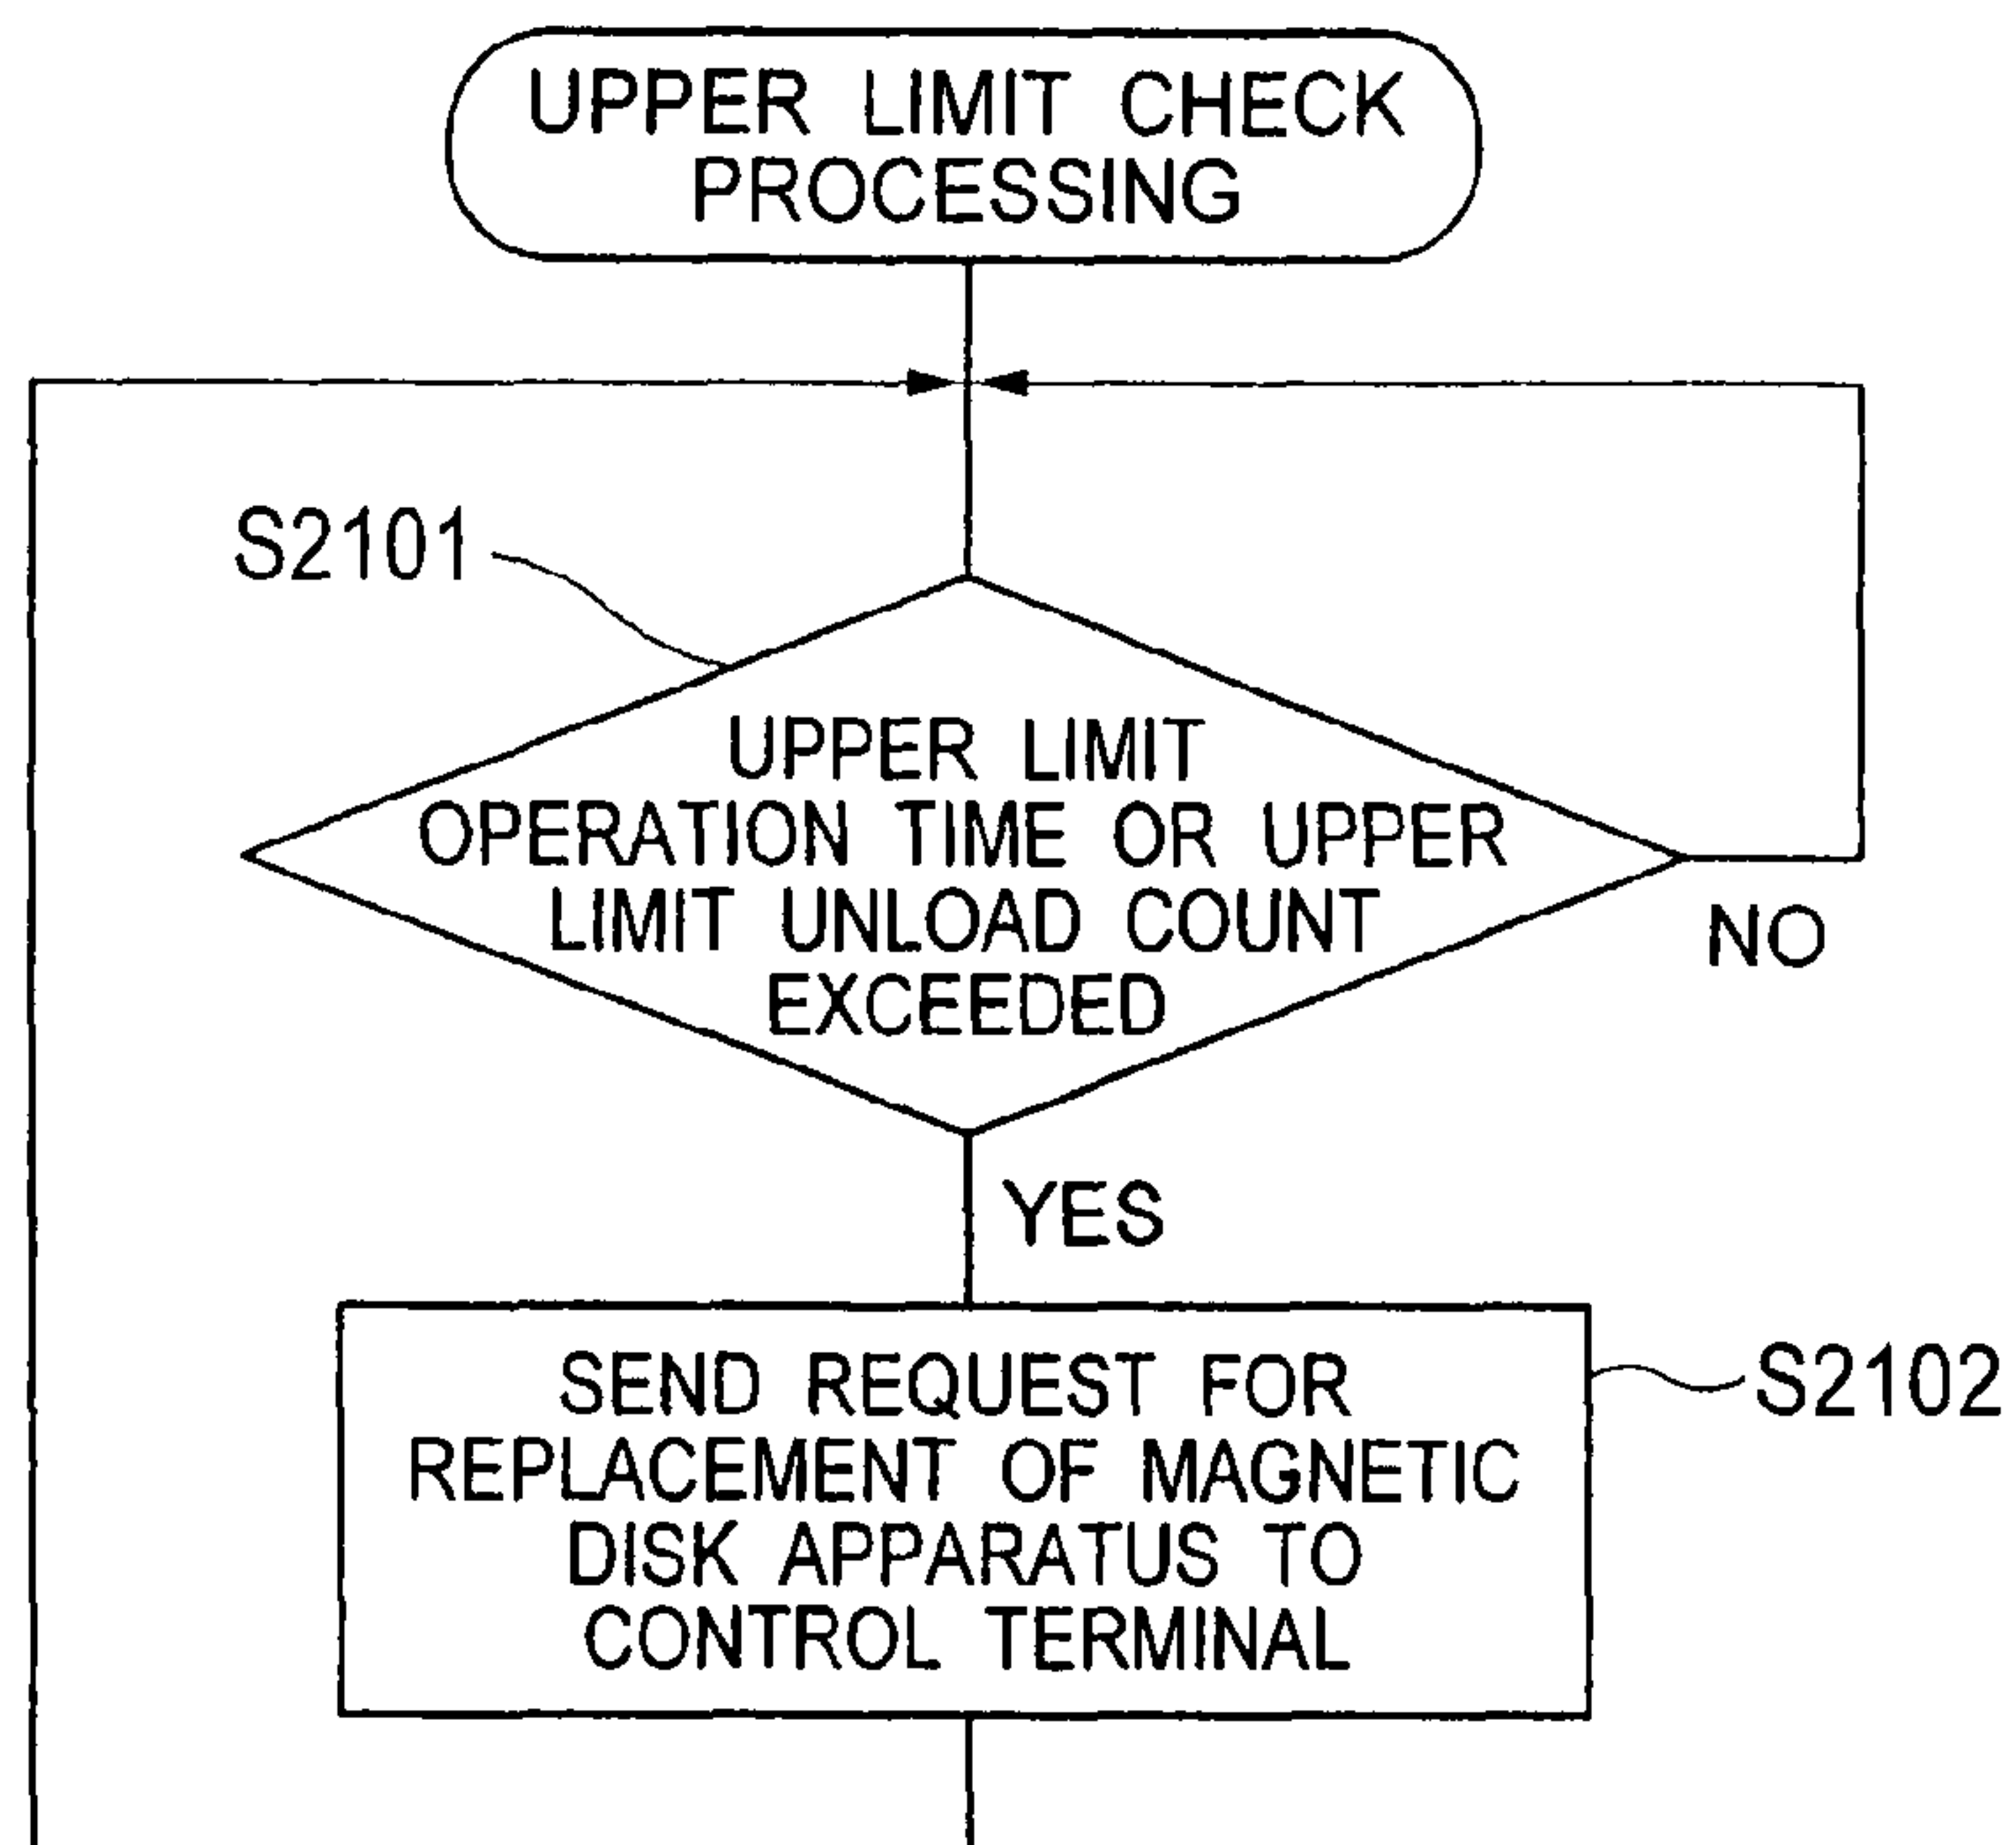 UPPER LIMIT CHECK
PROCESSING
S2101
UPPER LIMIT
OPERATION TIME OR UPPER
LIMIT UNLOAD COUNT
EXCEEDED
NO
YES
SEND REQUEST FOR
REPLACEMENT OF MAGNETIC
DISK APPARATUS TO
CONTROL TERMINAL
S2102